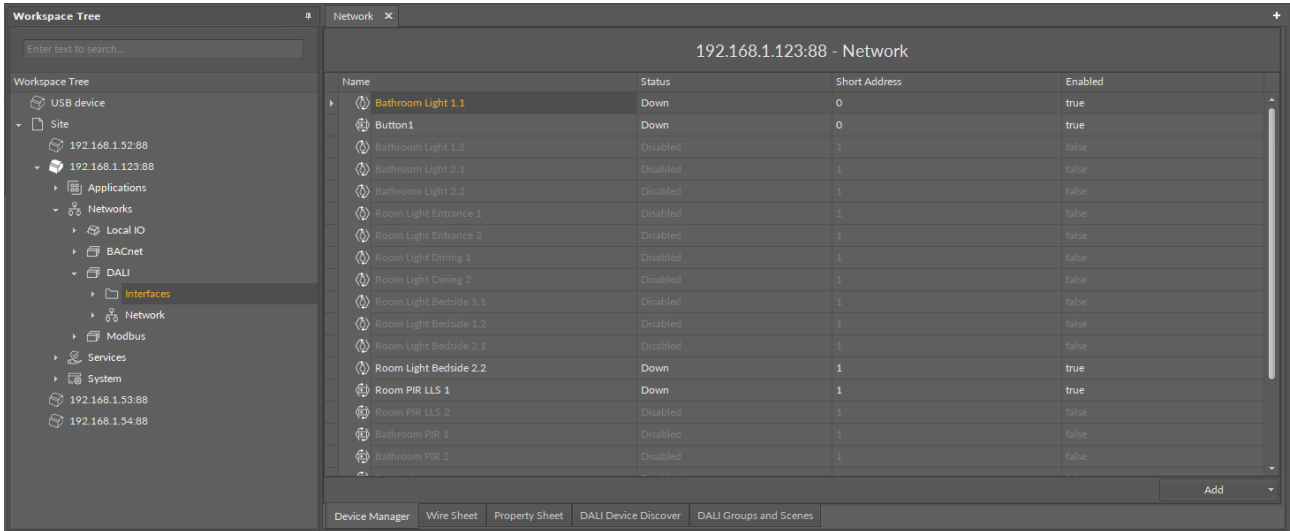 Workspace Tree
Enter text to search...
Workspace Tree
USB device
Site
192.168.1.52:88
192.168.1.123:88
Applications
Networks
Local IO
BACnet
DALI
Interfaces
Network
Modbus
Services
System
192.168.1.53:88
192.168.1.54:88
Network
192.168.1.123:88 - Network
Name Status Short Address Enabled
Bathroom Light 1.1 Down 0 true
Button1 Down 0 true
Bathroom Light 1.2 Disabled 1 false
Bathroom Light 2.1 Disabled 1 false
Bathroom Light 2.2 Disabled 1 false
Room Light Entrance 1 Disabled 1 false
Room Light Entrance 2 Disabled 1 false
Room Light Dining 1 Disabled 1 false
Room Light Dining 2 Disabled 1 false
Room Light Bedside 1.1 Disabled 1 false
Room Light Bedside 1.2 Disabled 1 false
Room Light Bedside 2.1 Disabled 1 false
Room Light Bedside 2.2 Down 1 true
Room PIR LLS 1 Down 1 true
Room PIR LLS 2 Disabled 1 false
Bathroom PIR 1 Disabled 1 false
Bathroom PIR 2 Disabled 1 false
Add
Device Manager Wire Sheet Property Sheet DALI Device Discover DALI Groups and Scenes